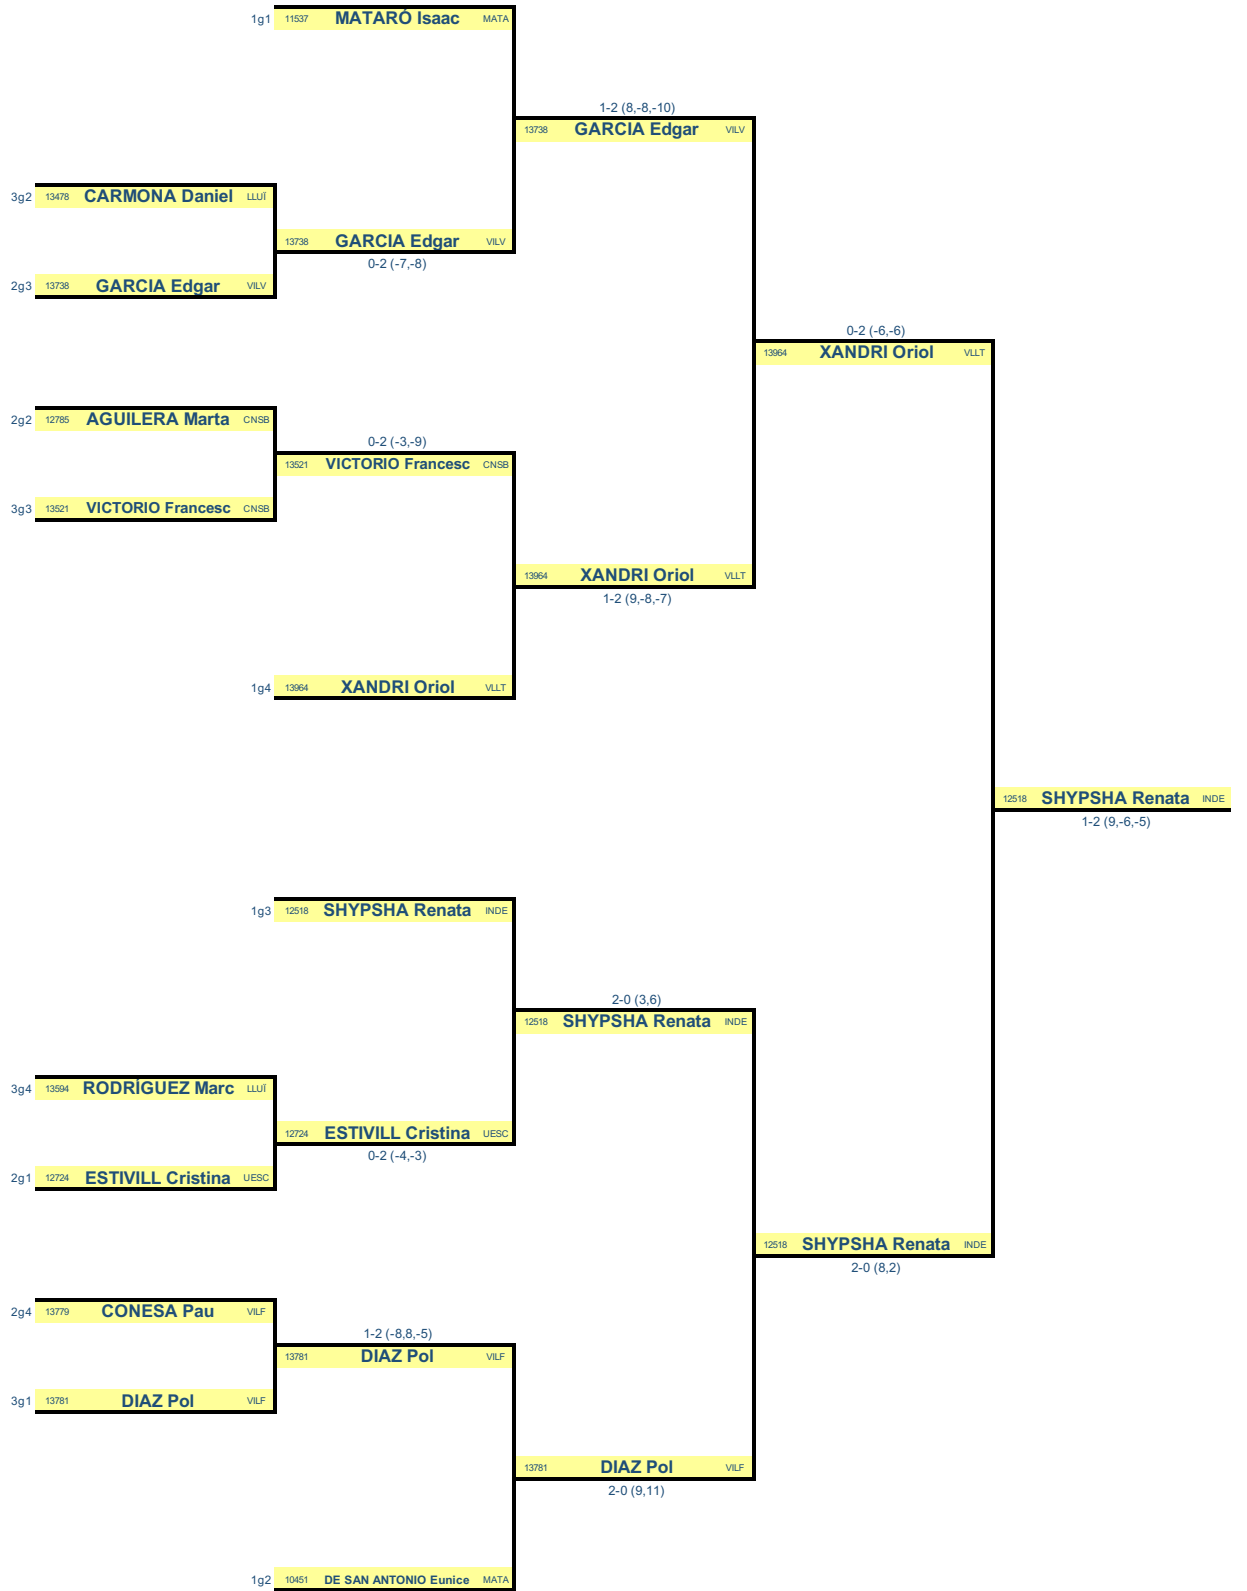 1g1 11537 MATARÓ Isaac MATA
1-2 (8,-8,-10)
13738 GARCIA Edgar VILV
3g2 13478 CARMONA Daniel LLUÏ
13738 GARCIA Edgar VILV
0-2 (-7,-8)
2g3 13738 GARCIA Edgar VILV
0-2 (-6,-6)
13964 XANDRI Oriol VLLT
2g2 12785 AGUILERA Marta CNSB
0-2 (-3,-9)
13521 VICTORIO Francesc CNSB
3g3 13521 VICTORIO Francesc CNSB
13964 XANDRI Oriol VLLT
1-2 (9,-8,-7)
1g4 13964 XANDRI Oriol VLLT
12518 SHYPSHA Renata INDE
1-2 (9,-6,-5)
1g3 12518 SHYPSHA Renata INDE
2-0 (3,6)
12518 SHYPSHA Renata INDE
3g4 13594 RODRÍGUEZ Marc LLUÏ
12724 ESTIVILL Cristina UESC
0-2 (-4,-3)
2g1 12724 ESTIVILL Cristina UESC
12518 SHYPSHA Renata INDE
2-0 (8,2)
2g4 13779 CONESA Pau VILF
1-2 (-8,8,-5)
13781 DIAZ Pol VILF
3g1 13781 DIAZ Pol VILF
13781 DIAZ Pol VILF
2-0 (9,11)
1g2 10451 DE SAN ANTONIO Eunice MATA